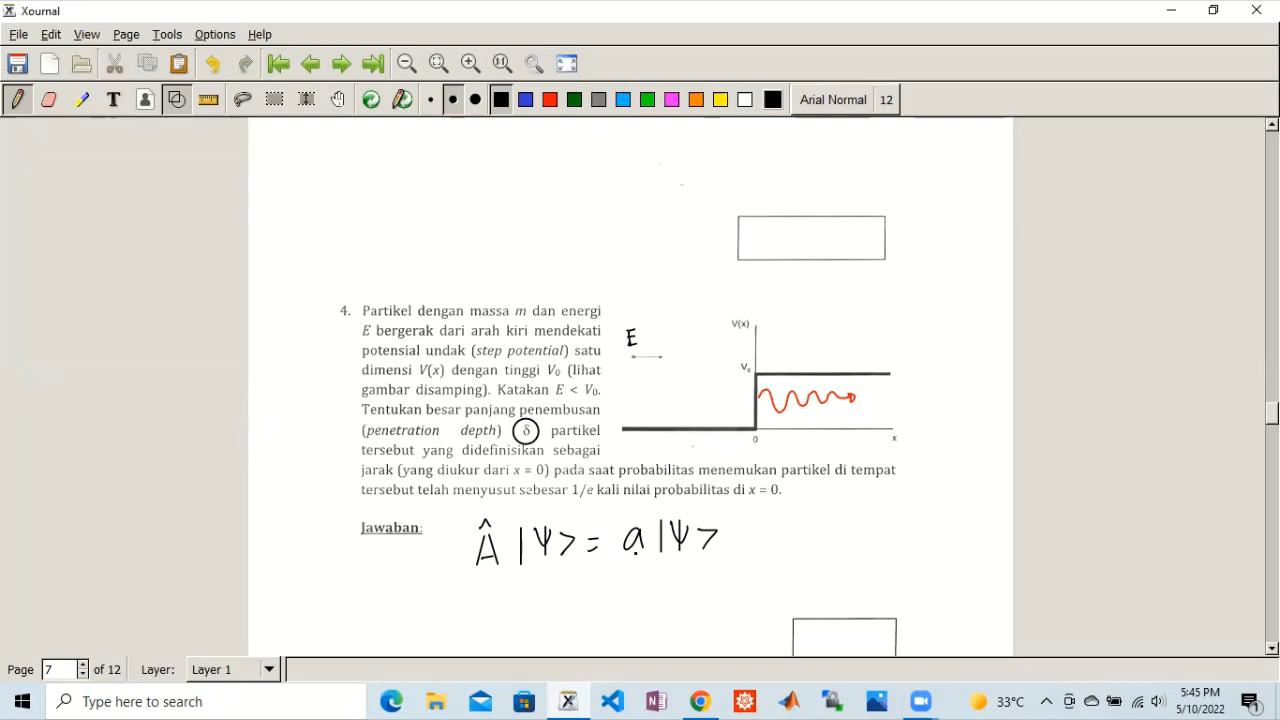 Xournal
File Edit View Page Tools Options Help
Arial Normal 12
4. Partikel dengan massa m dan energi
E bergerak dari arah kiri mendekati
potensial undak (step potential) satu
dimensi V(x) dengan tinggi V₀ (lihat
gambar disamping). Katakan E < V₀.
Tentukan besar panjang penembusan
(penetration depth) δ partikel
tersebut yang didefinisikan sebagai
jarak (yang diukur dari x = 0) pada saat probabilitas menemukan partikel di tempat
tersebut telah menyusut sebesar 1/e kali nilai probabilitas di x = 0.
E
V(x)
V₀
0
x
Jawaban:
Â |Ψ> = a |Ψ>
Page 7 of 12 Layer: Layer 1
Type here to search
33°C
5:45 PM
5/10/2022
1